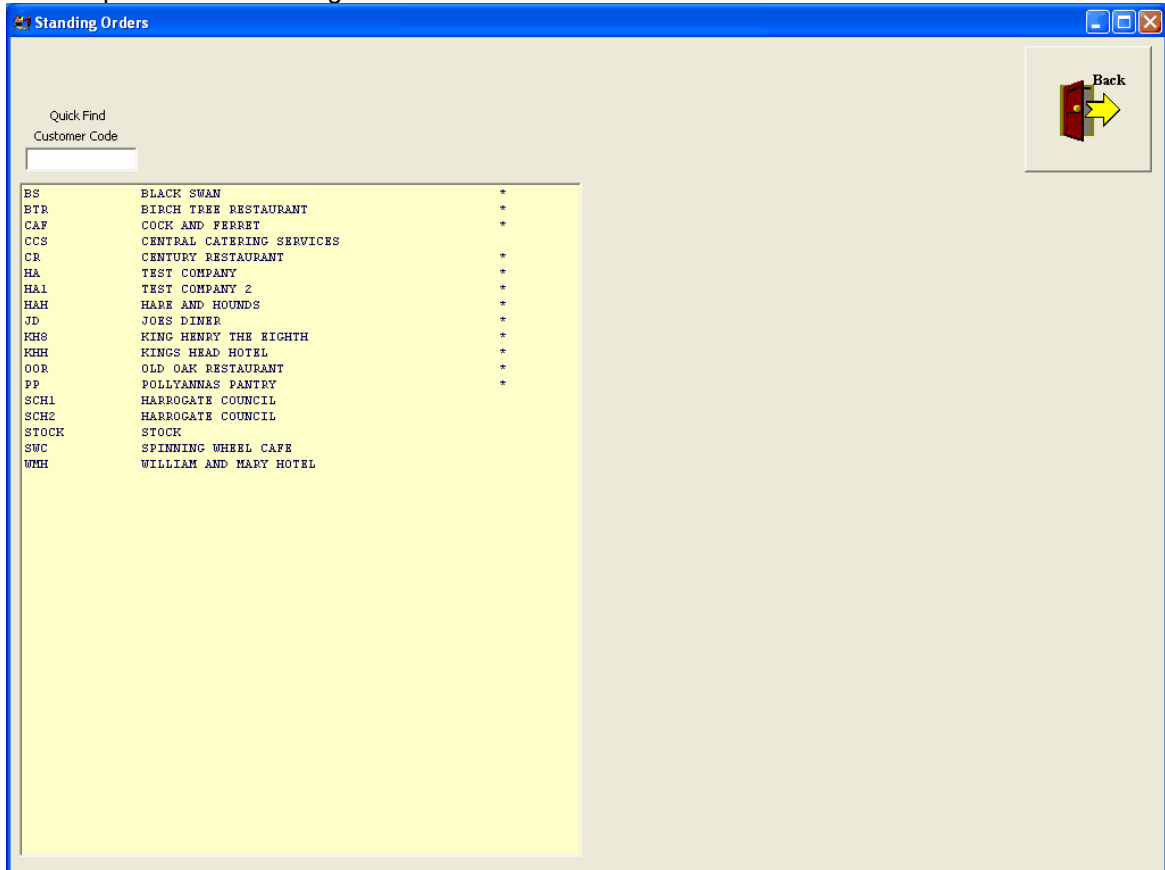 Standing Orders
Back
Quick Find
Customer Code
BS BLACK SWAN *
BTR BIRCH TREE RESTAURANT *
CAF COCK AND FERRET *
CCS CENTRAL CATERING SERVICES
CR CENTURY RESTAURANT *
HA TEST COMPANY *
HA1 TEST COMPANY 2 *
HAH HARE AND HOUNDS *
JD JOES DINER *
KH8 KING HENRY THE EIGHTH *
KHH KINGS HEAD HOTEL *
OOR OLD OAK RESTAURANT *
PP POLLYANNAS PANTRY *
SCH1 HARROGATE COUNCIL
SCH2 HARROGATE COUNCIL
STOCK STOCK
SWC SPINNING WHEEL CAFE
WMH WILLIAM AND MARY HOTEL